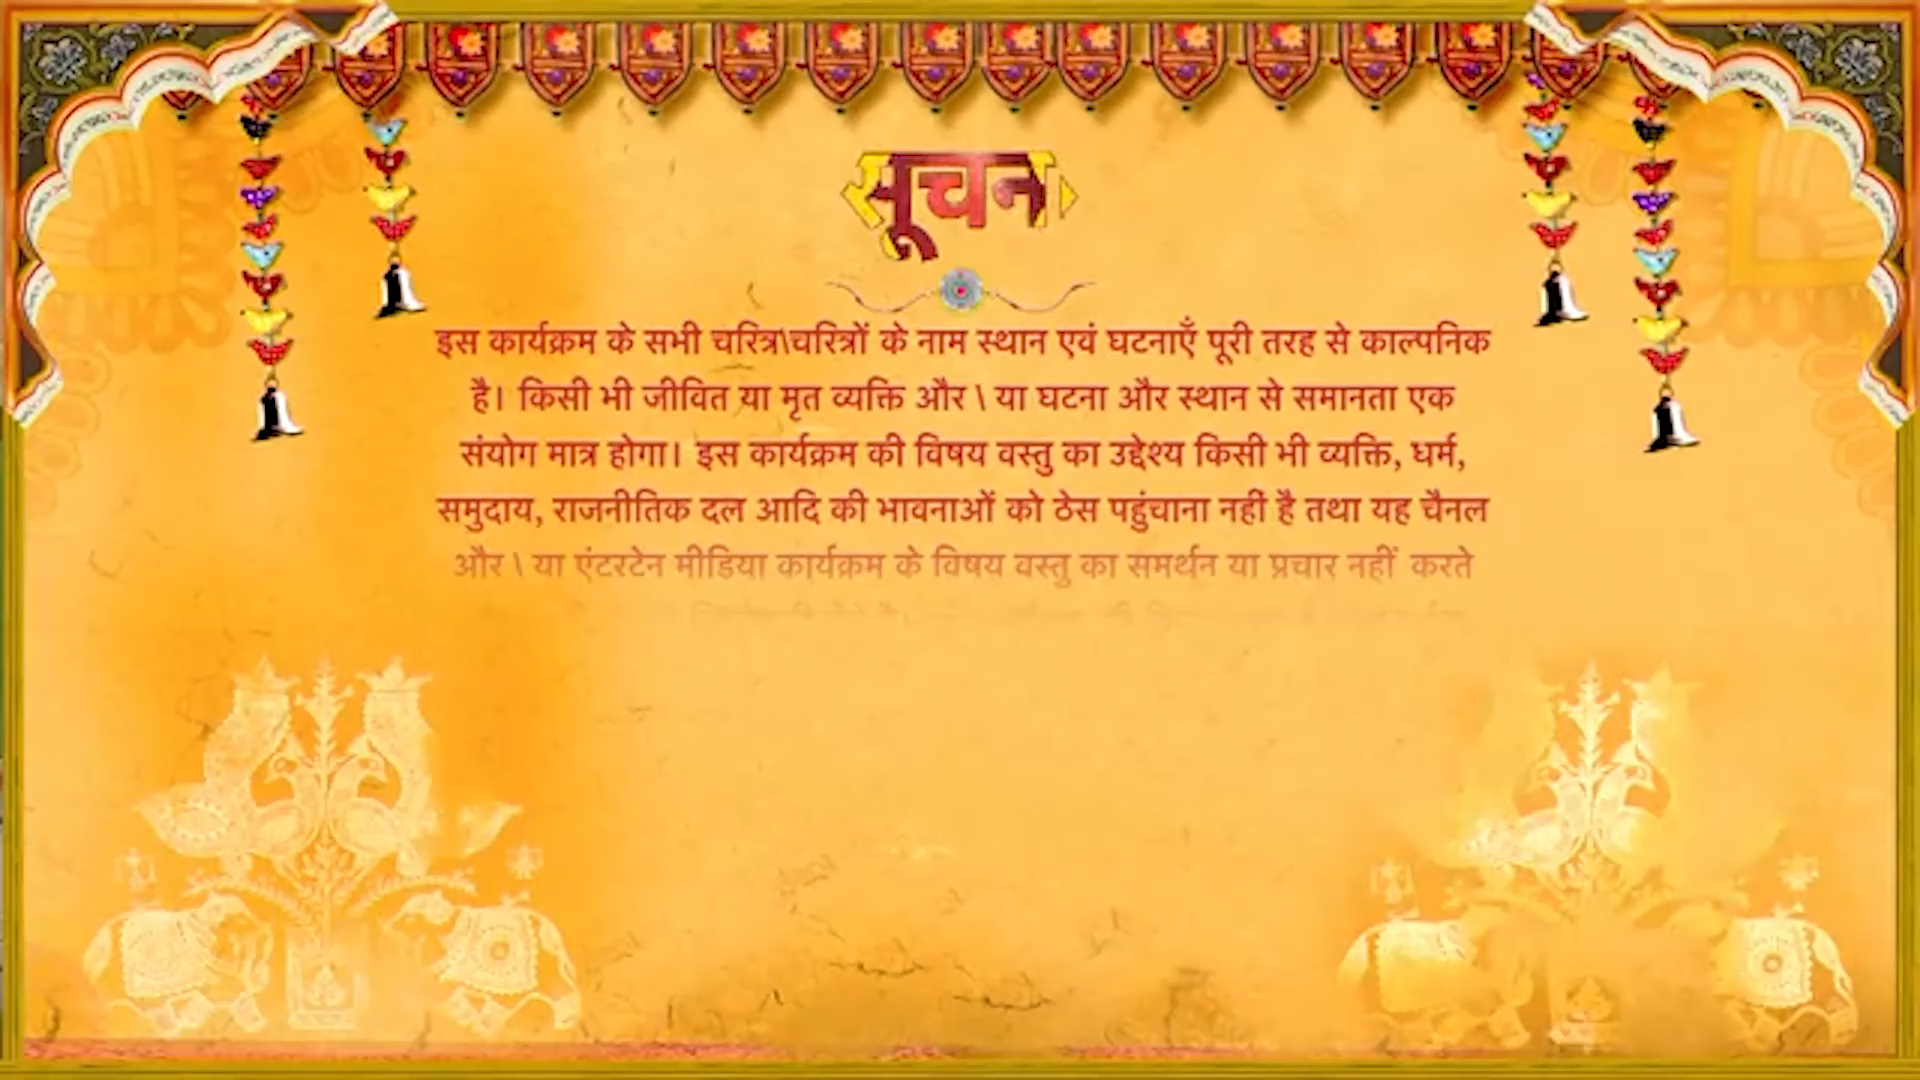 सूचन
इस कार्यक्रम के सभी चरित्र\चरित्रों के नाम स्थान एवं घटनाएँ पूरी तरह से काल्पनिक
है। किसी भी जीवित या मृत व्यक्ति और \ या घटना और स्थान से समानता एक
संयोग मात्र होगा। इस कार्यक्रम की विषय वस्तु का उद्देश्य किसी भी व्यक्ति, धर्म,
समुदाय, राजनीतिक दल आदि की भावनाओं को ठेस पहुंचाना नहीं है तथा यह चैनल
और \ या एंटरटेन मीडिया कार्यक्रम के विषय वस्तु का समर्थन या प्रचार नहीं करते